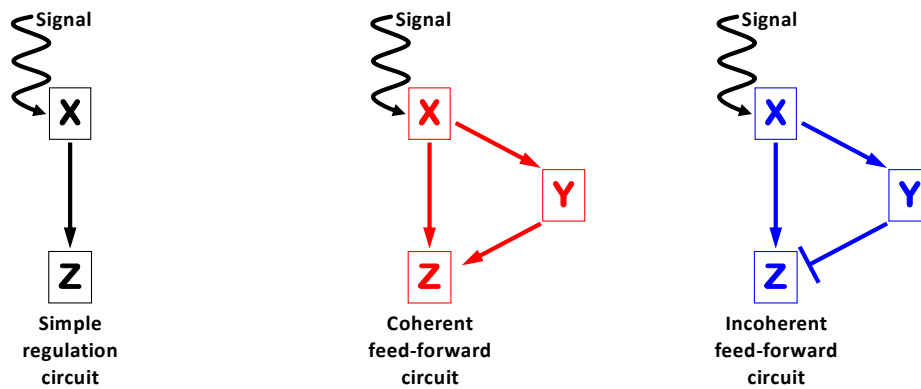 Signal
X
Z
Simple
regulation
circuit
Signal
X
Y
Z
Coherent
feed-forward
circuit
Signal
X
Y
Z
Incoherent
feed-forward
circuit